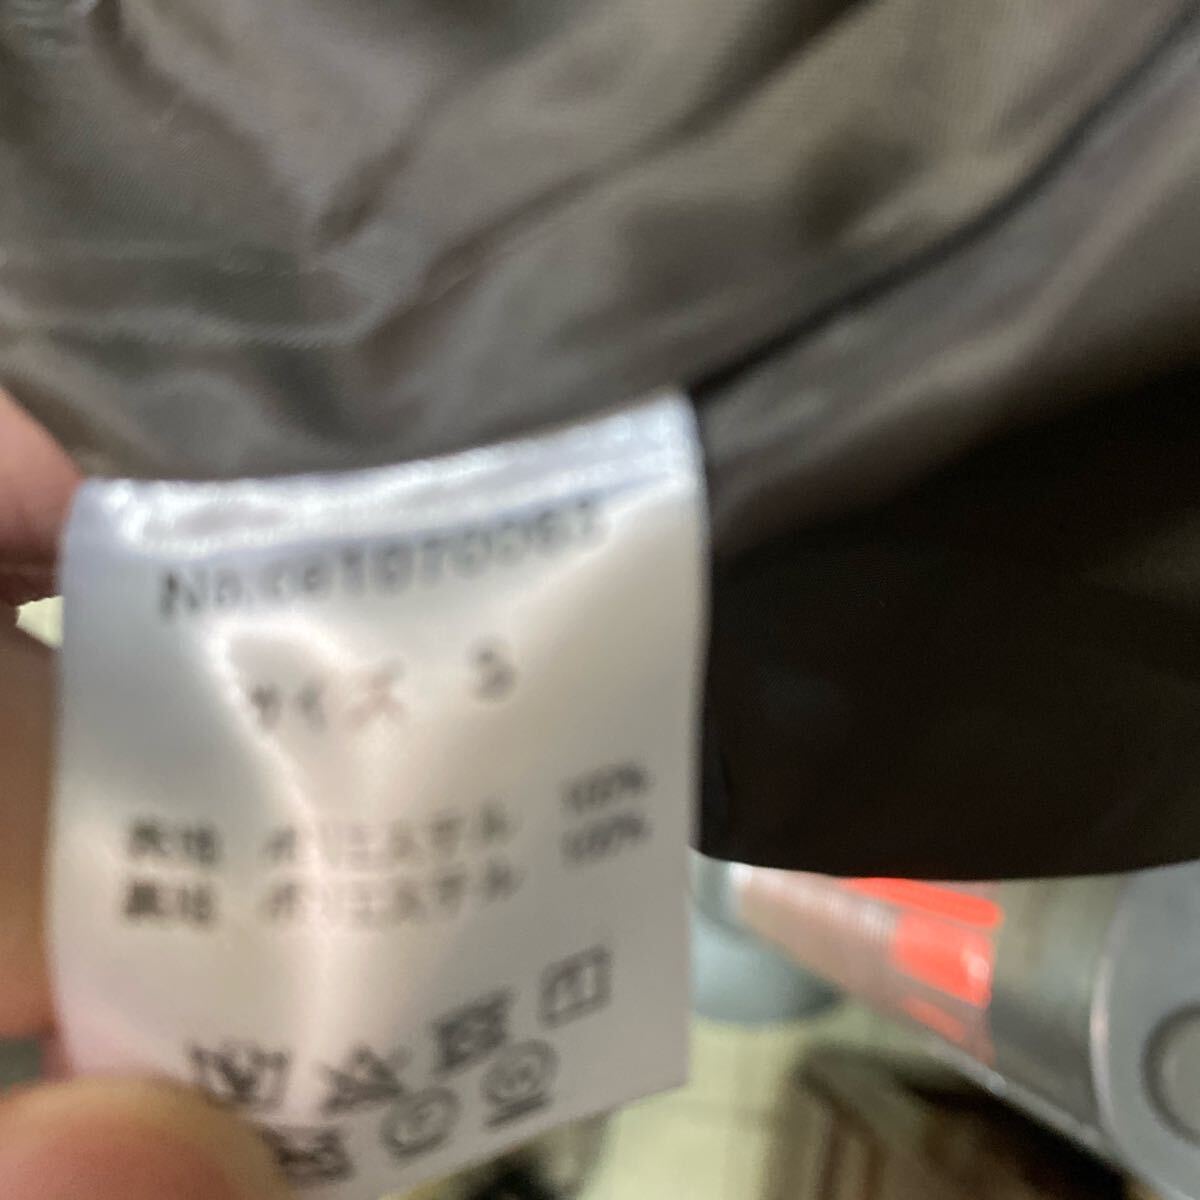 サイズ S
表地 ポリエステル 100%
裏地 ポリエステル 100%